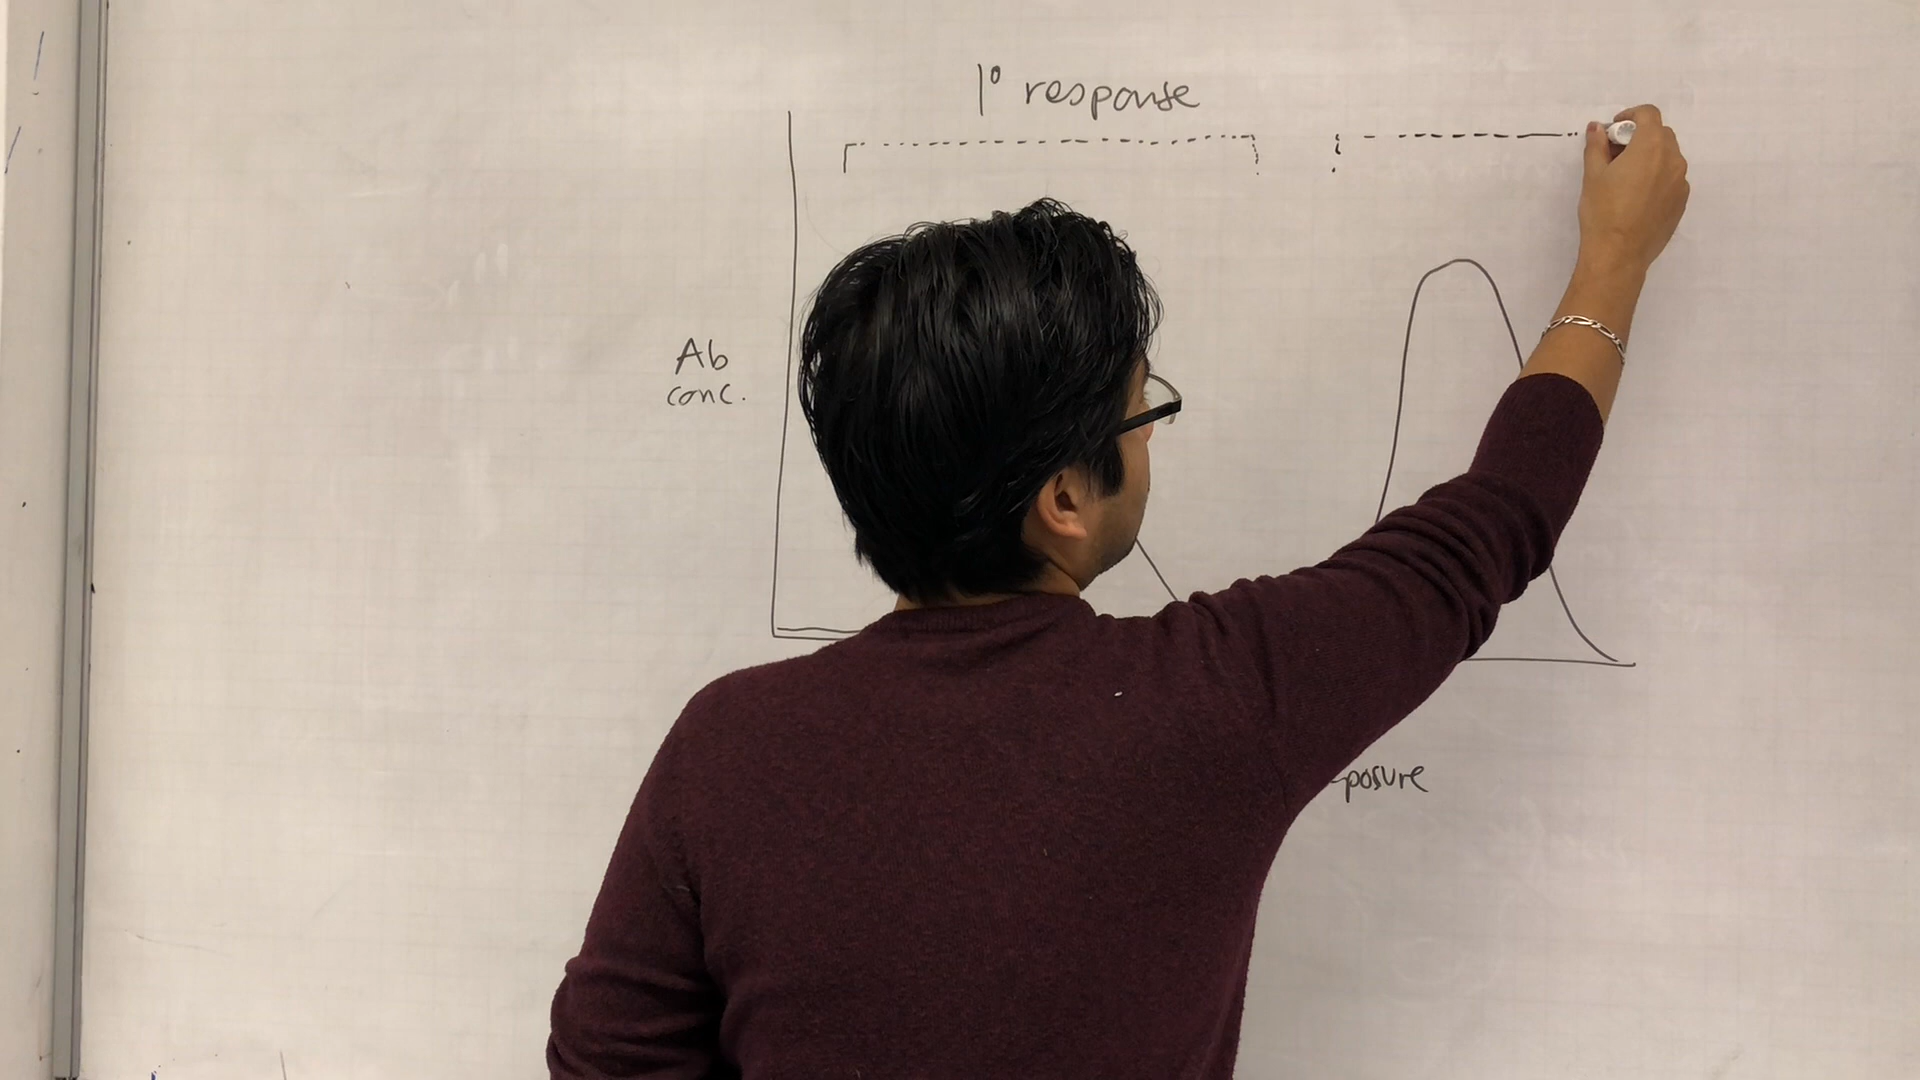 1° response
Ab
conc.
posure